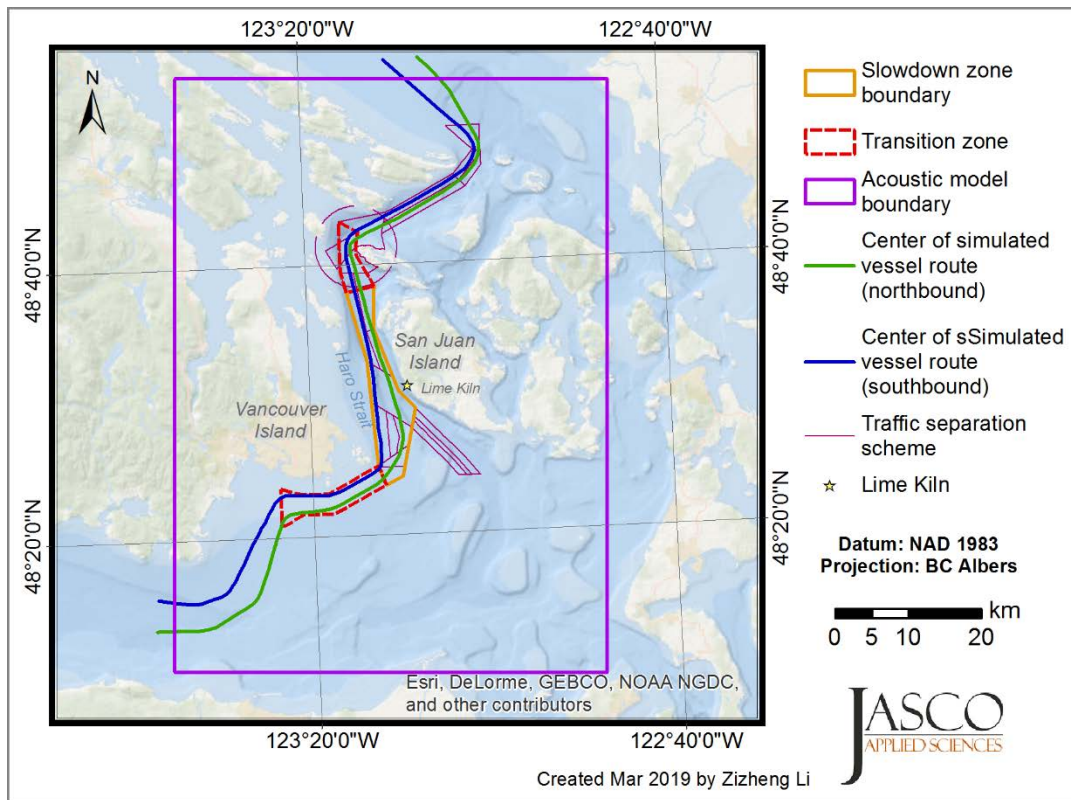 123°20'0"W
122°40'0"W
N
48°40'0"N
48°20'0"N
48°40'0"N
48°20'0"N
San Juan
Island
Lime Kiln
Haro Strait
Vancouver
Island
Esri, DeLorme, GEBCO, NOAA NGDC,
and other contributors
123°20'0"W
122°40'0"W
Slowdown zone
boundary
Transition zone
Acoustic model
boundary
Center of simulated
vessel route
(northbound)
Center of sSimulated
vessel route
(southbound)
Traffic separation
scheme
Lime Kiln
Datum: NAD 1983
Projection: BC Albers
km
0 5 10 20
JASCO
APPLIED SCIENCES
Created Mar 2019 by Zizheng Li